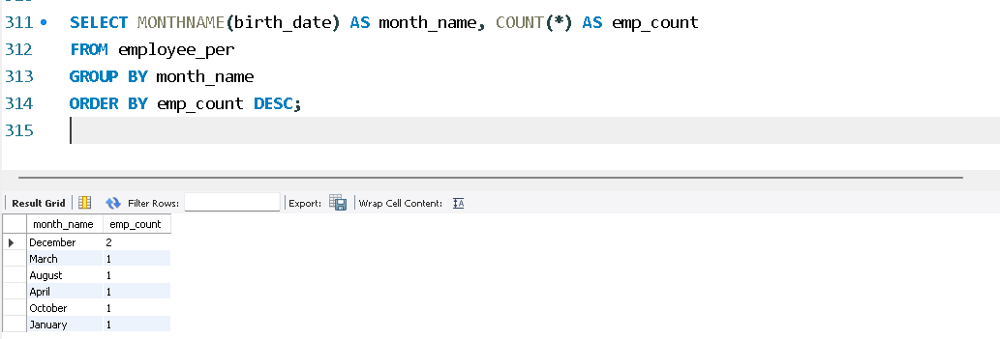 311 SELECT MONTHNAME(birth_date) AS month_name, COUNT(*) AS emp_count
312 FROM employee_per
313 GROUP BY month_name
314 ORDER BY emp_count DESC;
315
Result Grid Filter Rows: Export: Wrap Cell Content: IA
month_name emp_count
December 2
March 1
August 1
April 1
October 1
January 1